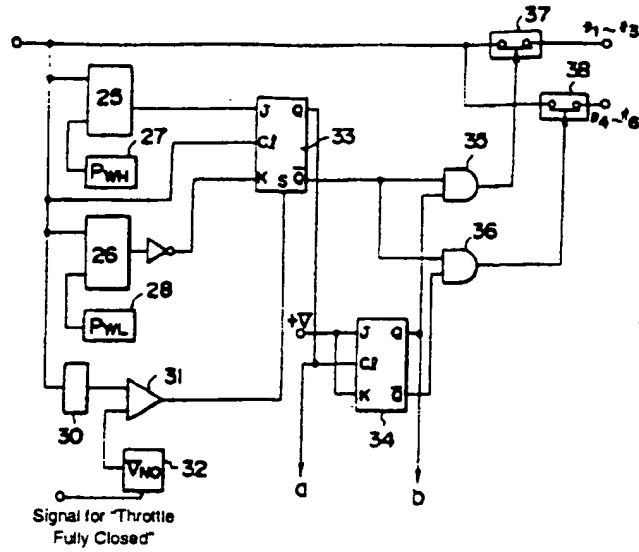 37
#1~#3
38
#4~#6
25
J Q
33
35
27
Cl
PWH
K S Q̅
36
26
28
PWL
+V
J Q
31
Cl
K Q̅
30
34
VNO
32
a
b
Signal for "Throttle
Fully Closed"